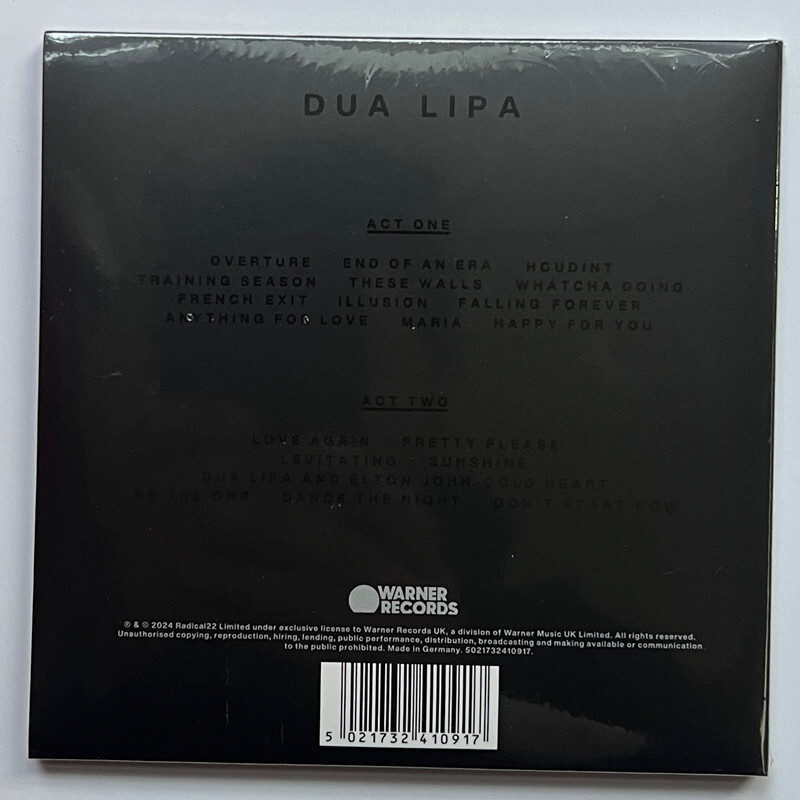 DUA LIPA
ACT ONE
OVERTURE END OF AN ERA HOUDINI
TRAINING SEASON THESE WALLS WHATCHA DOING
FRENCH EXIT ILLUSION FALLING FOREVER
ANYTHING FOR LOVE MARIA HAPPY FOR YOU
ACT TWO
LOVE AGAIN PRETTY PLEASE
LEVITATING SUNSHINE
DUA LIPA AND ELTON JOHN-COLD HEART
BE THE ONE DANCE THE NIGHT DON'T START NOW
WARNER
RECORDS
℗ & © 2024 Radical22 Limited under exclusive license to Warner Records UK, a division of Warner Music UK Limited. All rights reserved.
Unauthorised copying, reproduction, hiring, lending, public performance, distribution, broadcasting and making available or communication
to the public prohibited. Made in Germany. 5021732410917.
5 021732 410917